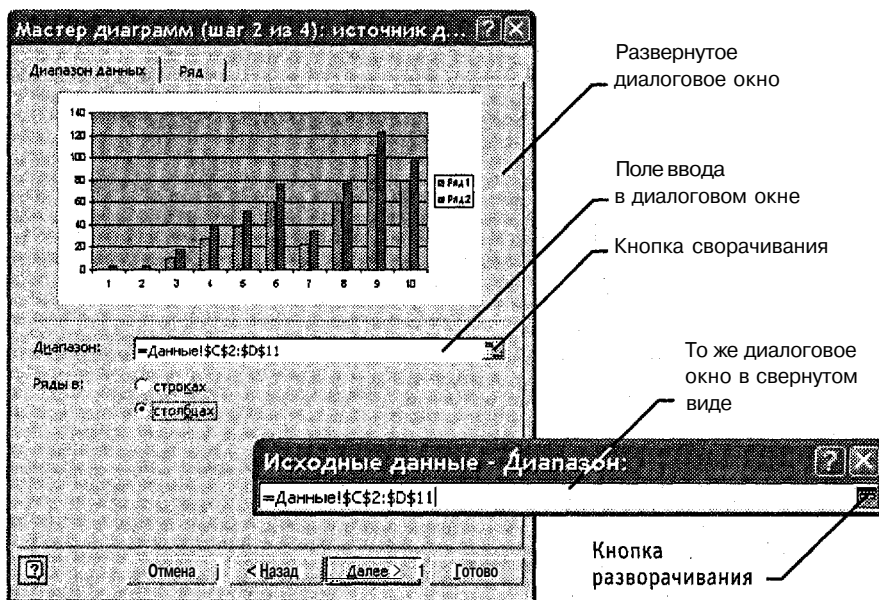 Мастер диаграмм (шаг 2 из 4): источник д...
Диапазон данных
Ряд
140
120
100
80
60
40
20
0
1 2 3 4 5 6 7 8 9 10
Ряд1
Ряд2
Диапазон:
=Данные!$C$2:$D$11
Ряды в:
строках
столбцах
Отмена
< Назад
Далее >
Готово
Развернутое
диалоговое окно
Поле ввода
в диалоговом окне
Кнопка сворачивания
То же диалоговое
окно в свернутом
виде
Исходные данные - Диапазон:
=Данные!$C$2:$D$11
Кнопка
разворачивания